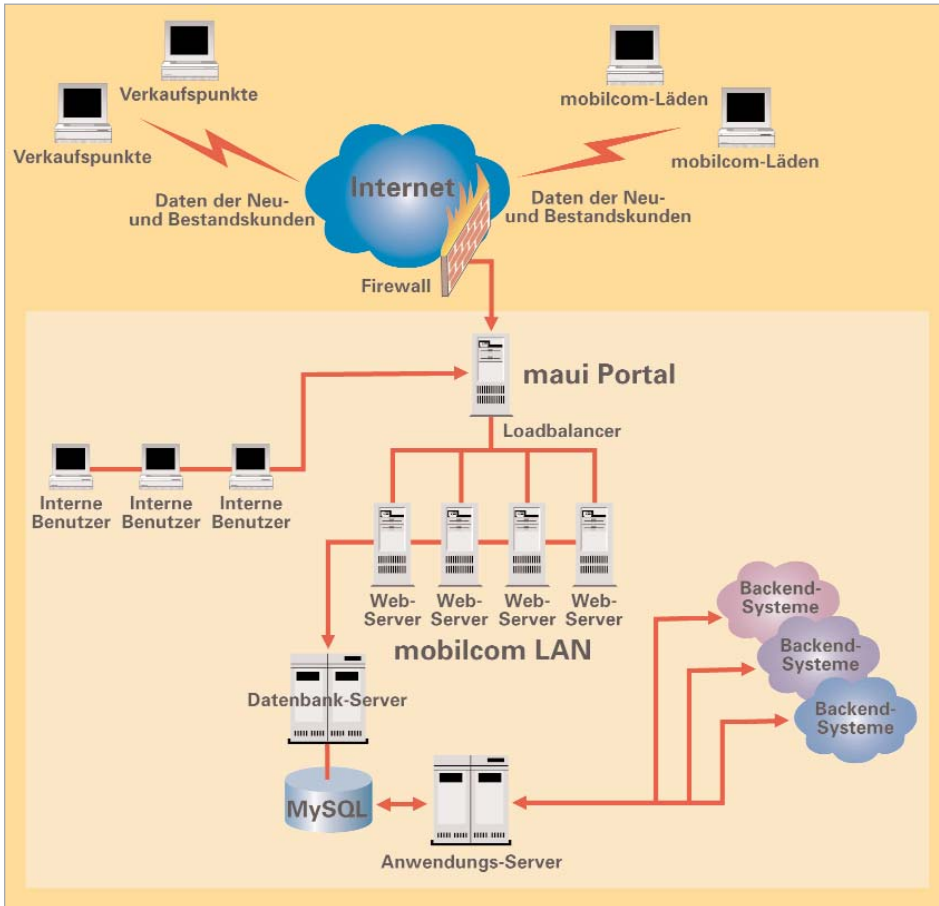 Verkaufspunkte
Verkaufspunkte
mobilcom-Läden
mobilcom-Läden
Internet
Daten der Neu-
und Bestandskunden
Daten der Neu-
und Bestandskunden
Firewall
maui Portal
Loadbalancer
Interne
Benutzer
Interne
Benutzer
Interne
Benutzer
Web-
Server
Web-
Server
Web-
Server
Web-
Server
mobilcom LAN
Backend-
Systeme
Backend-
Systeme
Backend-
Systeme
Datenbank-Server
MySQL
Anwendungs-Server